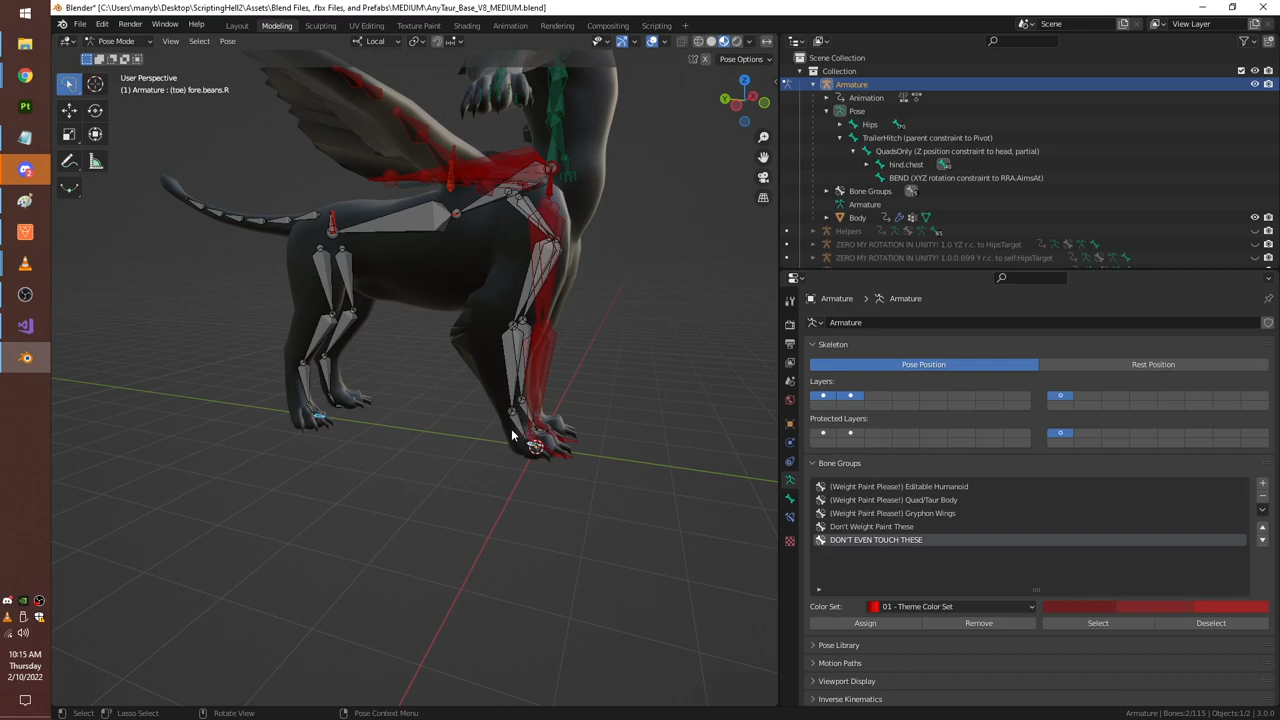 Blender* [C:\Users\manyb\Desktop\ScriptingHell2\Assets\Blend Files, .fbx Files, and Prefabs\MEDIUM\AnyTaur_Base_V8_MEDIUM.blend]
File Edit Render Window Help Layout Modeling Sculpting UV Editing Texture Paint Shading Animation Rendering Compositing Scripting Scene View Layer
Pose Mode View Select Pose Local
X Pose Options
User Perspective
(1) Armature : (toe) fore.beans.R
Z
Y
X
Scene Collection
Collection
Armature
Animation
Pose
Hips
TrailerHitch (parent constraint to Pivot)
QuadsOnly (Z position constraint to head, partial)
hind.chest
BEND (XYZ rotation constraint to RRA.AimsAt)
Bone Groups 5
Armature
Body
Helpers 65
ZERO MY ROTATION IN UNITY! 1.0 YZ r.c. to HipsTarget
ZERO MY ROTATION IN UNITY! 1.0:0.099 Y r.c. to self:HipsTarget
Armature Armature
Armature
Skeleton
Pose Position Rest Position
Layers:
Protected Layers:
Bone Groups
(Weight Paint Please!) Editable Humanoid
(Weight Paint Please!) Quad/Taur Body
(Weight Paint Please!) Gryphon Wings
Don't Weight Paint These
DON'T EVEN TOUCH THESE
Color Set: 01 - Theme Color Set
Assign Remove Select Deselect
Pose Library
Motion Paths
Viewport Display
Inverse Kinematics
10:15 AM
Thursday
2/10/2022
Select Lasso Select Rotate View Pose Context Menu Armature | Bones:2/115 | Objects:1/2 | 3.0.0